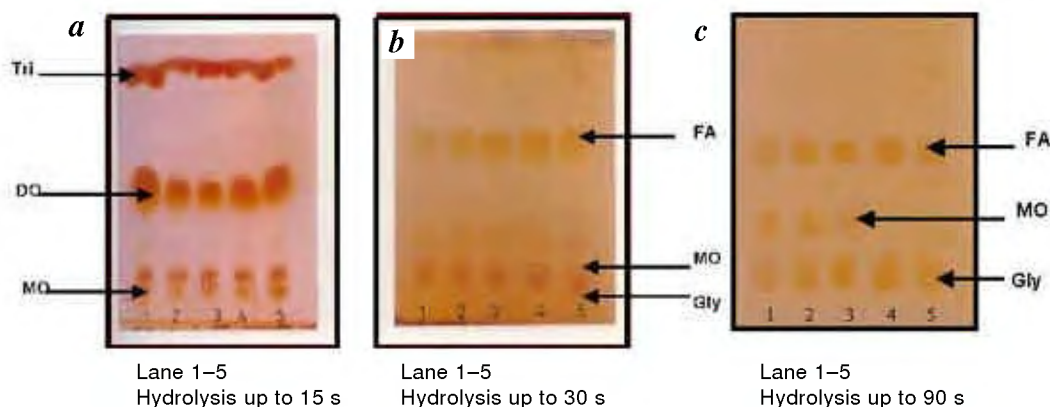 a
Tri
DO
MO
1 2 3 4 5
Lane 1–5
Hydrolysis up to 15 s
b
FA
MO
Gly
1 2 3 4 5
Lane 1–5
Hydrolysis up to 30 s
c
FA
MO
Gly
1 2 3 4 5
Lane 1–5
Hydrolysis up to 90 s